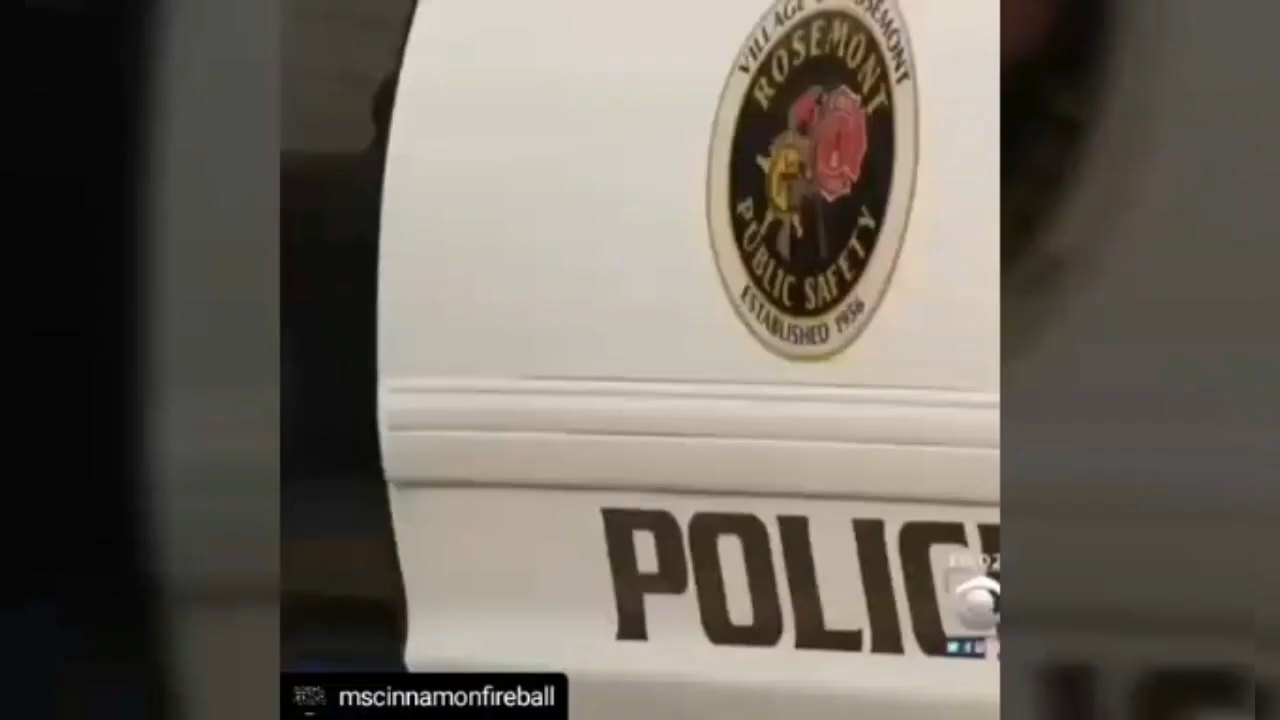 VILLAGE OF ROSEMONT
ROSEMONT
PUBLIC SAFETY
ESTABLISHED 1956
POLIC
mscinnamonfireball